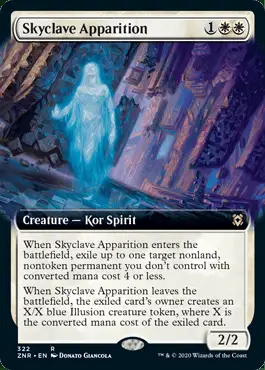 Skyclave Apparition 1
Creature — Kor Spirit
When Skyclave Apparition enters the
battlefield, exile up to one target nonland,
nontoken permanent you don't control with
converted mana cost 4 or less.
When Skyclave Apparition leaves the
battlefield, the exiled card's owner creates an
X/X blue Illusion creature token, where X is
the converted mana cost of the exiled card.
2/2
322 R
ZNR • EN DONATO GIANCOLA
™ & © 2020 Wizards of the Coast